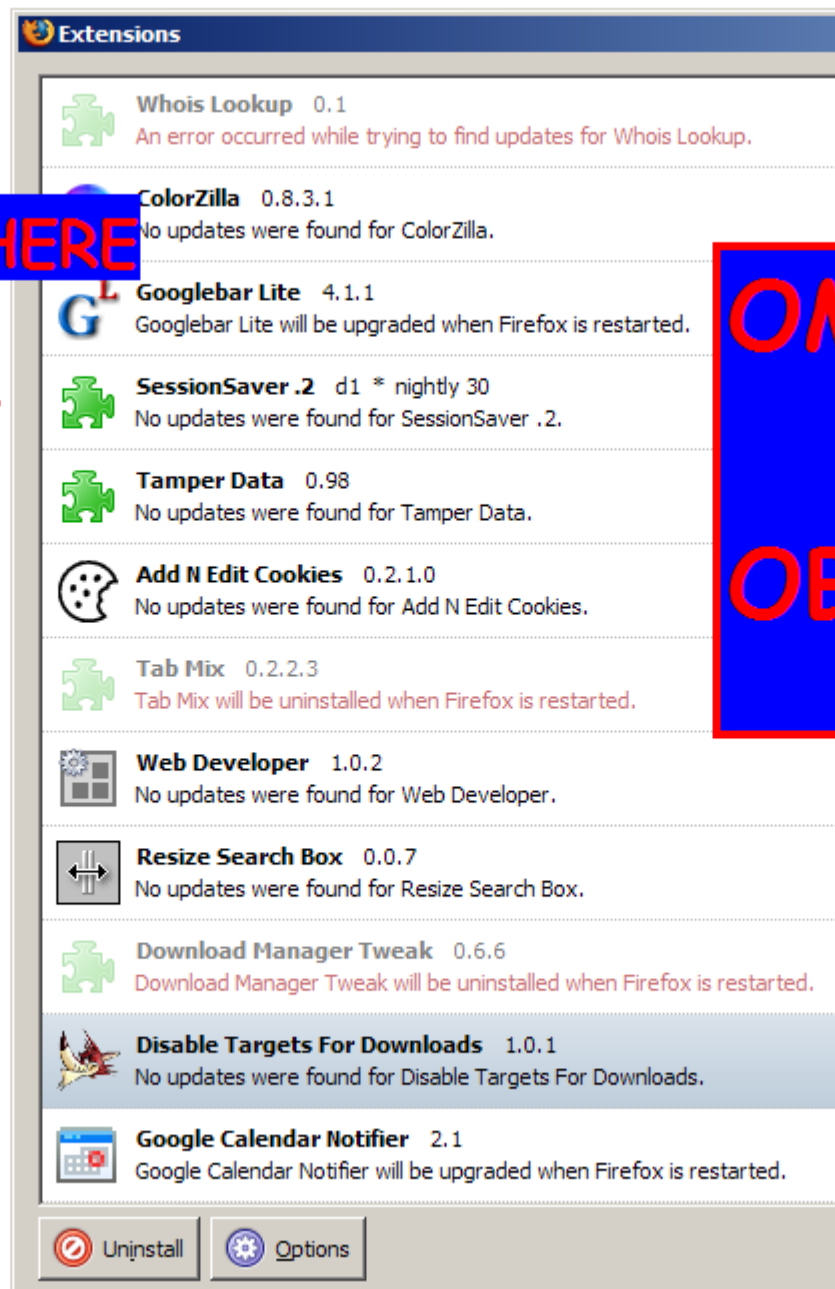 Extensions
Whois Lookup 0.1
An error occurred while trying to find updates for Whois Lookup.
ColorZilla 0.8.3.1
No updates were found for ColorZilla.
HERE
Googlebar Lite 4.1.1
Googlebar Lite will be upgraded when Firefox is restarted.
SessionSaver .2 d1 * nightly 30
No updates were found for SessionSaver .2.
Tamper Data 0.98
No updates were found for Tamper Data.
Add N Edit Cookies 0.2.1.0
No updates were found for Add N Edit Cookies.
Tab Mix 0.2.2.3
Tab Mix will be uninstalled when Firefox is restarted.
Web Developer 1.0.2
No updates were found for Web Developer.
Resize Search Box 0.0.7
No updates were found for Resize Search Box.
Download Manager Tweak 0.6.6
Download Manager Tweak will be uninstalled when Firefox is restarted.
Disable Targets For Downloads 1.0.1
No updates were found for Disable Targets For Downloads.
Google Calendar Notifier 2.1
Google Calendar Notifier will be upgraded when Firefox is restarted.
Uninstall Options